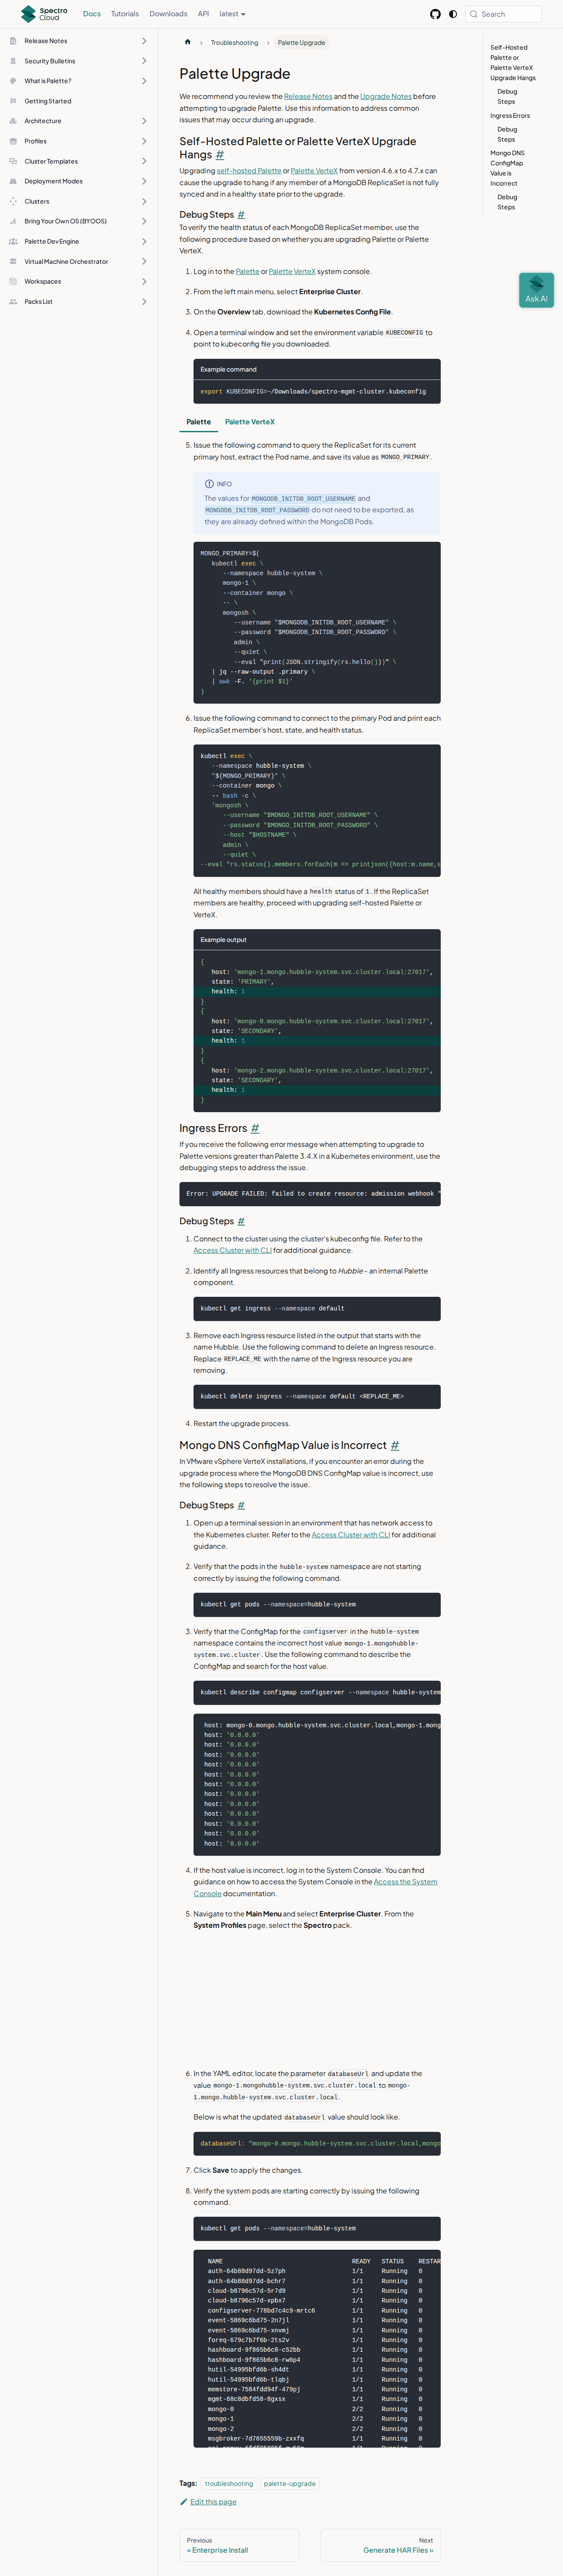 Spectro Cloud
Docs
Tutorials
Downloads
API
latest
Search
Release Notes
Security Bulletins
What is Palette?
Getting Started
Architecture
Profiles
Cluster Templates
Deployment Modes
Clusters
Bring Your Own OS (BYOOS)
Palette Dev Engine
Virtual Machine Orchestrator
Workspaces
Packs List
Troubleshooting
Palette Upgrade
Palette Upgrade
We recommend you review the Release Notes and the Upgrade Notes before
attempting to upgrade Palette. Use this information to address common
issues that may occur during an upgrade.
Self-Hosted Palette or Palette VerteX Upgrade
Hangs #
Upgrading self-hosted Palette or Palette VerteX from version 4.6.x to 4.7.x can
cause the upgrade to hang if any member of a MongoDB ReplicaSet is not fully
synced and in a healthy state prior to the upgrade.
Debug Steps #
To verify the health status of each MongoDB ReplicaSet member, use the
following procedure based on whether you are upgrading Palette or Palette
VerteX.
1. Log in to the Palette or Palette VerteX system console.
2. From the left main menu, select Enterprise Cluster.
3. On the Overview tab, download the Kubernetes Config File.
4. Open a terminal window and set the environment variable KUBECONFIG to
point to kubeconfig file you downloaded.
Example command
export KUBECONFIG=~/Downloads/spectro-mgmt-cluster.kubeconfig
Palette
Palette VerteX
5. Issue the following command to query the ReplicaSet for its current
primary host, extract the Pod name, and save its value as MONGO_PRIMARY.
INFO
The values for MONGODB_INITDB_ROOT_USERNAME and
MONGODB_INITDB_ROOT_PASSWORD do not need to be exported, as
they are already defined within the MongoDB Pods.
MONGO_PRIMARY=$(
kubectl exec \
--namespace hubble-system \
mongo-1 \
--container mongo \
-- \
mongosh \
--username "$MONGODB_INITDB_ROOT_USERNAME" \
--password "$MONGODB_INITDB_ROOT_PASSWORD" \
admin \
--quiet \
--eval "print(JSON.stringify(rs.hello()))" \
| jq --raw-output .primary \
| awk -F. '{print $1}'
)
6. Issue the following command to connect to the primary Pod and print each
ReplicaSet member's host, state, and health status.
kubectl exec \
--namespace hubble-system \
"${MONGO_PRIMARY}" \
--container mongo \
-- bash -c \
'mongosh \
--username "$MONGODB_INITDB_ROOT_USERNAME" \
--password "$MONGODB_INITDB_ROOT_PASSWORD" \
--host "$HOSTNAME" \
admin \
--quiet \
--eval "rs.status().members.forEach(m => printjson({host:m.name,s
All healthy members should have a health status of 1. If the ReplicaSet
members are healthy, proceed with upgrading self-hosted Palette or
VerteX.
Example output
{
host: 'mongo-1.mongo.hubble-system.svc.cluster.local:27017',
state: 'PRIMARY',
health: 1
}
{
host: 'mongo-0.mongo.hubble-system.svc.cluster.local:27017',
state: 'SECONDARY',
health: 1
}
{
host: 'mongo-2.mongo.hubble-system.svc.cluster.local:27017',
state: 'SECONDARY',
health: 1
}
Ingress Errors #
If you receive the following error message when attempting to upgrade to
Palette versions greater than Palette 3.4.X in a Kubernetes environment, use the
debugging steps to address the issue.
Error: UPGRADE FAILED: failed to create resource: admission webhook "
Debug Steps #
1. Connect to the cluster using the cluster's kubeconfig file. Refer to the
Access Cluster with CLI for additional guidance.
2. Identify all Ingress resources that belong to Hubble - an internal Palette
component.
kubectl get ingress --namespace default
3. Remove each Ingress resource listed in the output that starts with the
name Hubble. Use the following command to delete an Ingress resource.
Replace REPLACE_ME with the name of the Ingress resource you are
removing.
kubectl delete ingress --namespace default <REPLACE_ME>
4. Restart the upgrade process.
Mongo DNS ConfigMap Value is Incorrect #
In VMware vSphere VerteX installations, if you encounter an error during the
upgrade process where the MongoDB DNS ConfigMap value is incorrect, use
the following steps to resolve the issue.
Debug Steps #
1. Open up a terminal session in an environment that has network access to
the Kubernetes cluster. Refer to the Access Cluster with CLI for additional
guidance.
2. Verify that the pods in the hubble-system namespace are not starting
correctly by issuing the following command.
kubectl get pods --namespace=hubble-system
3. Verify that the ConfigMap for the configserver in the hubble-system
namespace contains the incorrect host value mongo-1.mongohubble-
system.svc.cluster. Use the following command to describe the
ConfigMap and search for the host value.
kubectl describe configmap configserver --namespace hubble-system
host: mongo-0.mongo.hubble-system.svc.cluster.local,mongo-1.mong
host: '0.0.0.0'
host: '0.0.0.0'
host: '0.0.0.0'
host: '0.0.0.0'
host: '0.0.0.0'
host: '0.0.0.0'
host: '0.0.0.0'
host: '0.0.0.0'
host: '0.0.0.0'
host: '0.0.0.0'
host: '0.0.0.0'
host: '0.0.0.0'
4. If the host value is incorrect, log in to the System Console. You can find
guidance on how to access the System Console in the Access the System
Console documentation.
5. Navigate to the Main Menu and select Enterprise Cluster. From the
System Profiles page, select the Spectro pack.
6. In the YAML editor, locate the parameter databaseUrl and update the
value mongo-1.mongohubble-system.svc.cluster.local to mongo-
1.mongo.hubble-system.svc.cluster.local.
Below is what the updated databaseUrl value should look like.
databaseUrl: "mongo-0.mongo.hubble-system.svc.cluster.local,mongo
7. Click Save to apply the changes.
8. Verify the system pods are starting correctly by issuing the following
command.
kubectl get pods --namespace=hubble-system
NAME READY STATUS RESTAR
auth-64b88d97dd-5z7ph 1/1 Running 0
auth-64b88d97dd-bchr7 1/1 Running 0
cloud-b8796c57d-5r7d9 1/1 Running 0
cloud-b8796c57d-xpbx7 1/1 Running 0
configserver-778bd7c4c9-mrtc6 1/1 Running 0
event-5869c6bd75-2n7jl 1/1 Running 0
event-5869c6bd75-xnvmj 1/1 Running 0
foreq-679c7b7f6b-2ts2v 1/1 Running 0
hashboard-9f865b6c8-c52bb 1/1 Running 0
hashboard-9f865b6c8-rw6p4 1/1 Running 0
hutil-54995bfd6b-sh4dt 1/1 Running 0
hutil-54995bfd6b-tlqbj 1/1 Running 0
memstore-7584fdd94f-479pj 1/1 Running 0
mgmt-68c8dbfd58-8gxsx 1/1 Running 0
mongo-0 2/2 Running 0
mongo-1 2/2 Running 0
mongo-2 2/2 Running 0
msgbroker-7d7655559b-zxxfq 1/1 Running 0
Tags: troubleshooting palette-upgrade
Edit this page
Previous
« Enterprise Install
Next
Generate HAR Files »
Self-Hosted
Palette or
Palette VerteX
Upgrade Hangs
Debug
Steps
Ingress Errors
Debug
Steps
Mongo DNS
ConfigMap
Value is
Incorrect
Debug
Steps
Ask AI